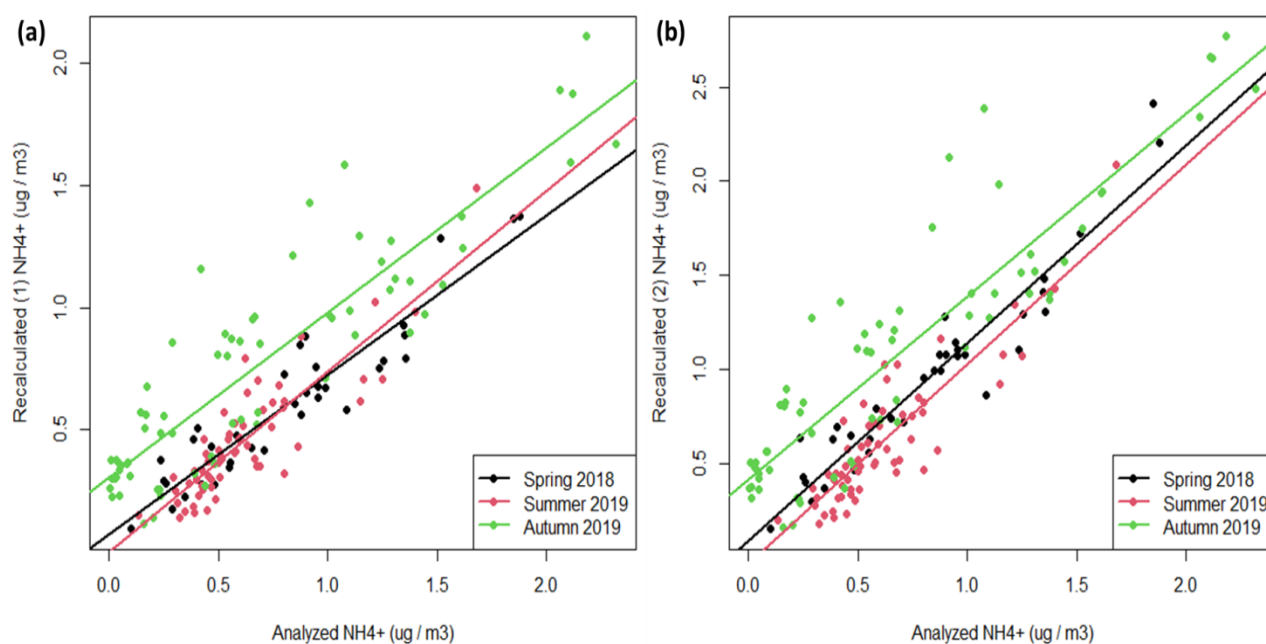 (a)
Recalculated (1) NH4+ (ug / m3)
2.0
1.5
1.0
0.5
0.0 0.5 1.0 1.5 2.0
Analyzed NH4+ (ug / m3)
Spring 2018
Summer 2019
Autumn 2019
(b)
Recalculated (2) NH4+ (ug / m3)
2.5
2.0
1.5
1.0
0.5
0.0 0.5 1.0 1.5 2.0
Analyzed NH4+ (ug / m3)
Spring 2018
Summer 2019
Autumn 2019